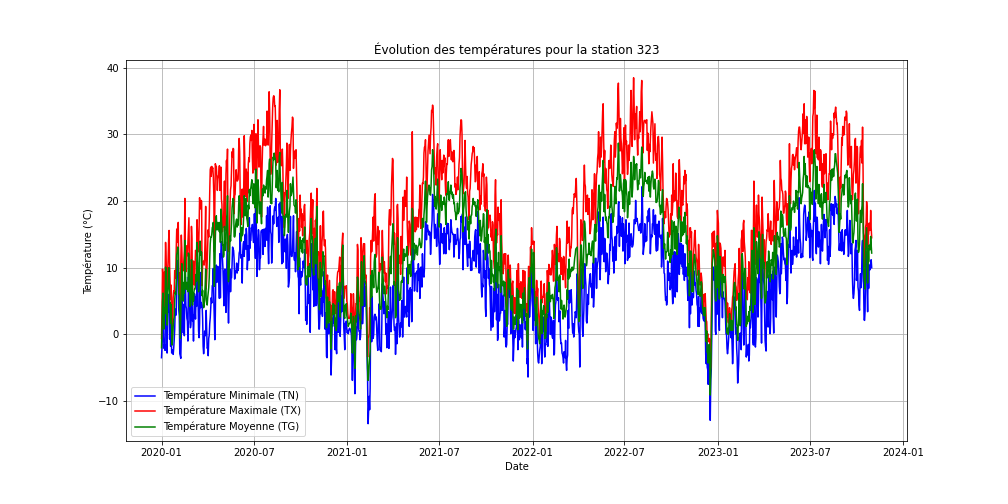 Évolution des températures pour la station 323
Température (°C)
40
30
20
10
0
−10
Température Minimale (TN)
Température Maximale (TX)
Température Moyenne (TG)
2020-01 2020-07 2021-01 2021-07 2022-01 2022-07 2023-01 2023-07 2024-01
Date